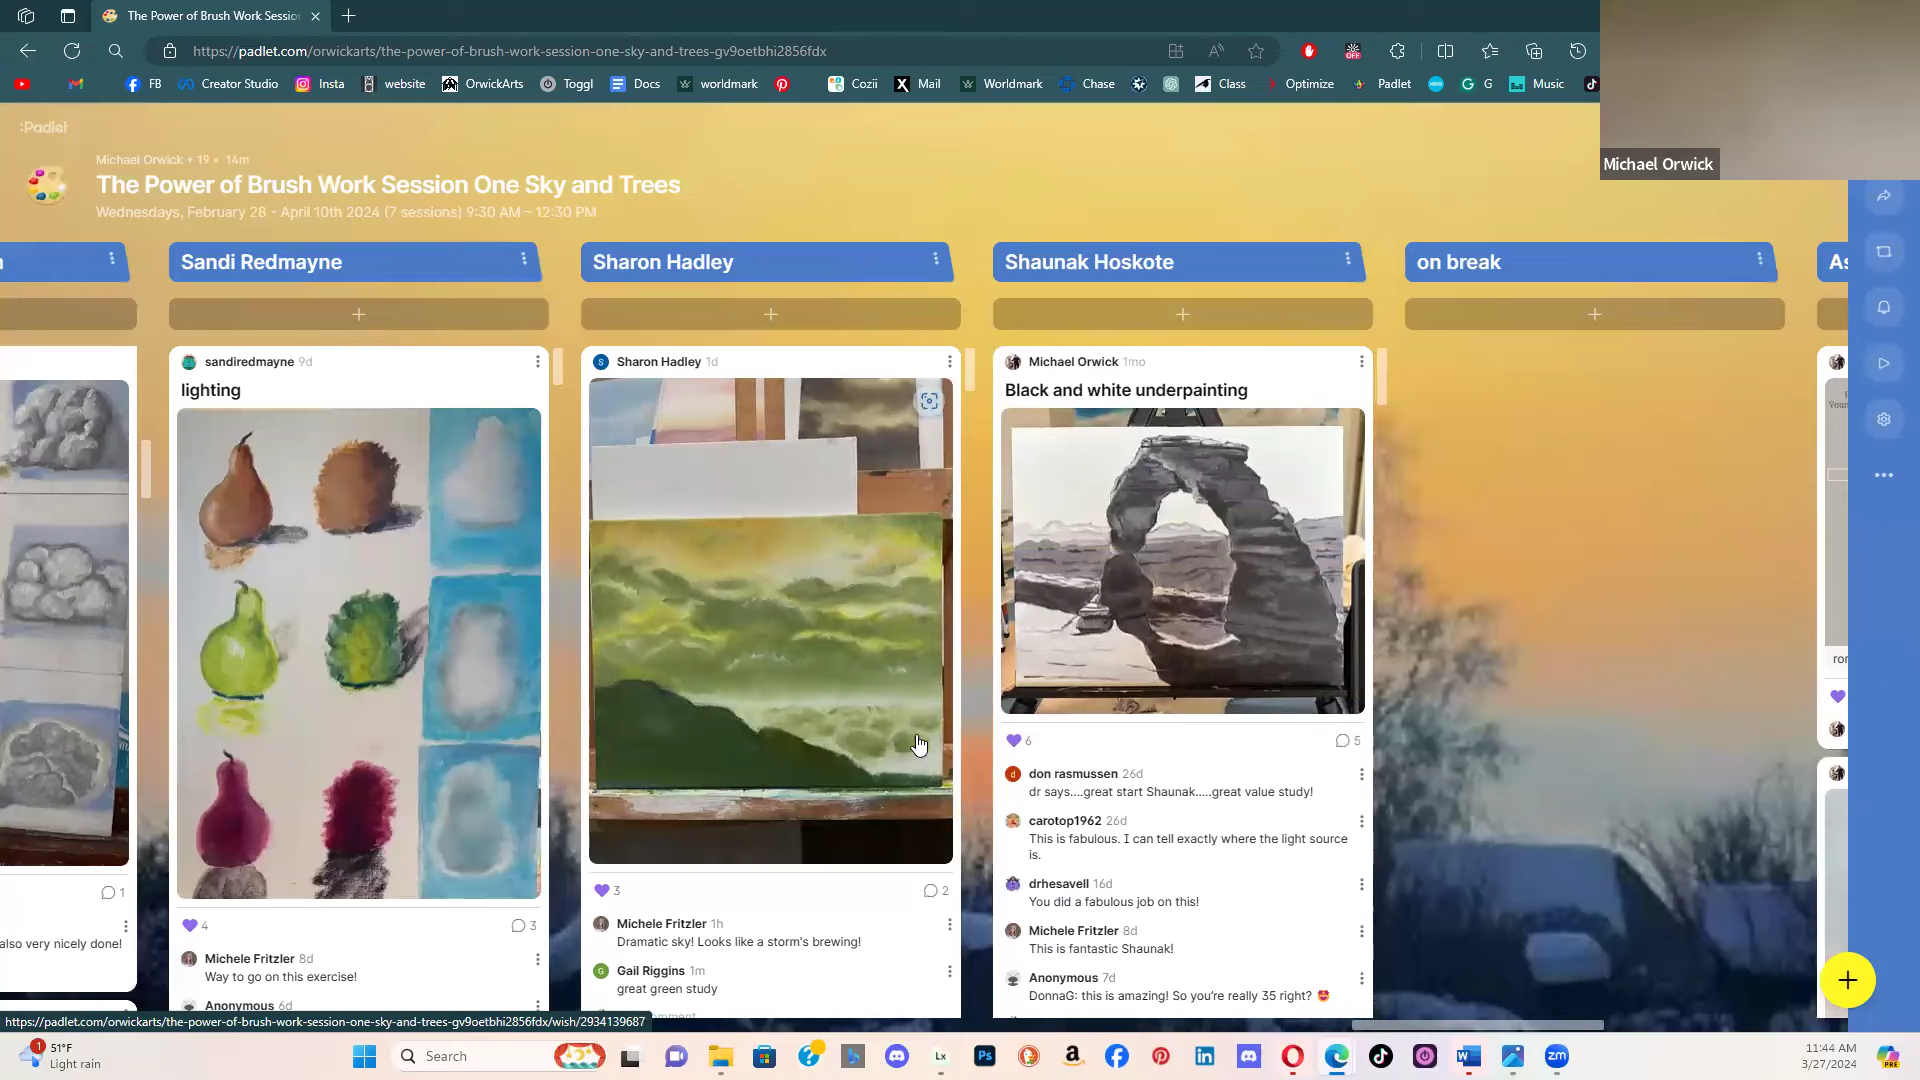 The Power of Brush Work Sessio
https://padlet.com/orwickarts/the-power-of-brush-work-session-one-sky-and-trees-gv9oetbhi2856fdx
OFF
FB
Creator Studio
Insta
website
OrwickArts
Toggl
Docs
worldmark
Cozii
Mail
Worldmark
Chase
Class
Optimize
Padlet
G
Music
Michael Orwick
:Padlet
Michael Orwick + 19 • 14m
The Power of Brush Work Session One Sky and Trees
Wednesdays, February 28 - April 10th 2024 (7 sessions) 9:30 AM – 12:30 PM
Sandi Redmayne
Sharon Hadley
Shaunak Hoskote
on break
As
1
also very nicely done!
sandiredmayne 9d
lighting
4
3
Michele Fritzler 8d
Way to go on this exercise!
Anonymous 6d
S
Sharon Hadley 1d
3
2
Michele Fritzler 1h
Dramatic sky! Looks like a storm's brewing!
G
Gail Riggins 1m
great green study
Michael Orwick 1mo
Black and white underpainting
6
5
d
don rasmussen 26d
dr says....great start Shaunak.....great value study!
carotop1962 26d
This is fabulous. I can tell exactly where the light source
is.
drhesavell 16d
You did a fabulous job on this!
Michele Fritzler 8d
This is fantastic Shaunak!
Anonymous 7d
DonnaG: this is amazing! So you're really 35 right? 🤩
https://padlet.com/orwickarts/the-power-of-brush-work-session-one-sky-and-trees-gv9oetbhi2856fdx/wish/2934139687
1
51°F
Light rain
Search
Lx
Ps
a
in
zm
11:44 AM
3/27/2024
PRE